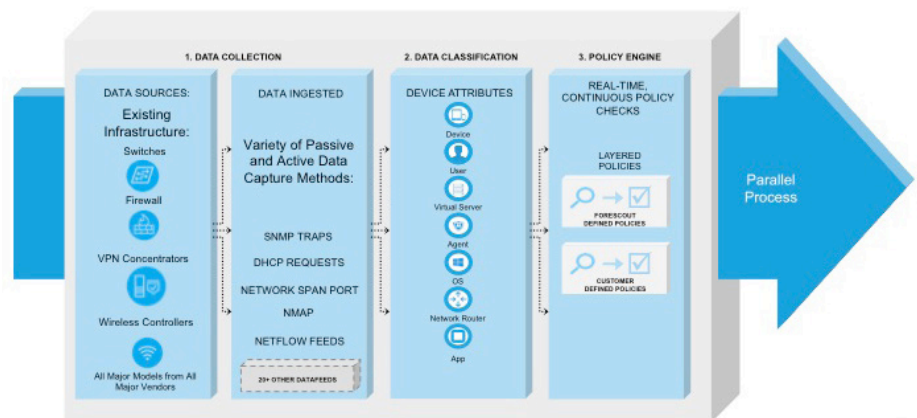 1. DATA COLLECTION
DATA SOURCES:
Existing
Infrastructure:
Switches
Firewall
VPN Concentrators
Wireless Controllers
All Major Models from All
Major Vendors
DATA INGESTED
Variety of Passive
and Active Data
Capture Methods:
SNMP TRAPS
DHCP REQUESTS
NETWORK SPAN PORT
NMAP
NETFLOW FEEDS
20+ OTHER DATAFEEDS
2. DATA CLASSIFICATION
DEVICE ATTRIBUTES
Device
User
Virtual Server
Agent
OS
Network Router
App
3. POLICY ENGINE
REAL-TIME,
CONTINUOUS POLICY
CHECKS
LAYERED
POLICIES
FORESCOUT
DEFINED POLICIES
CUSTOMER
DEFINED POLICIES
Parallel
Process